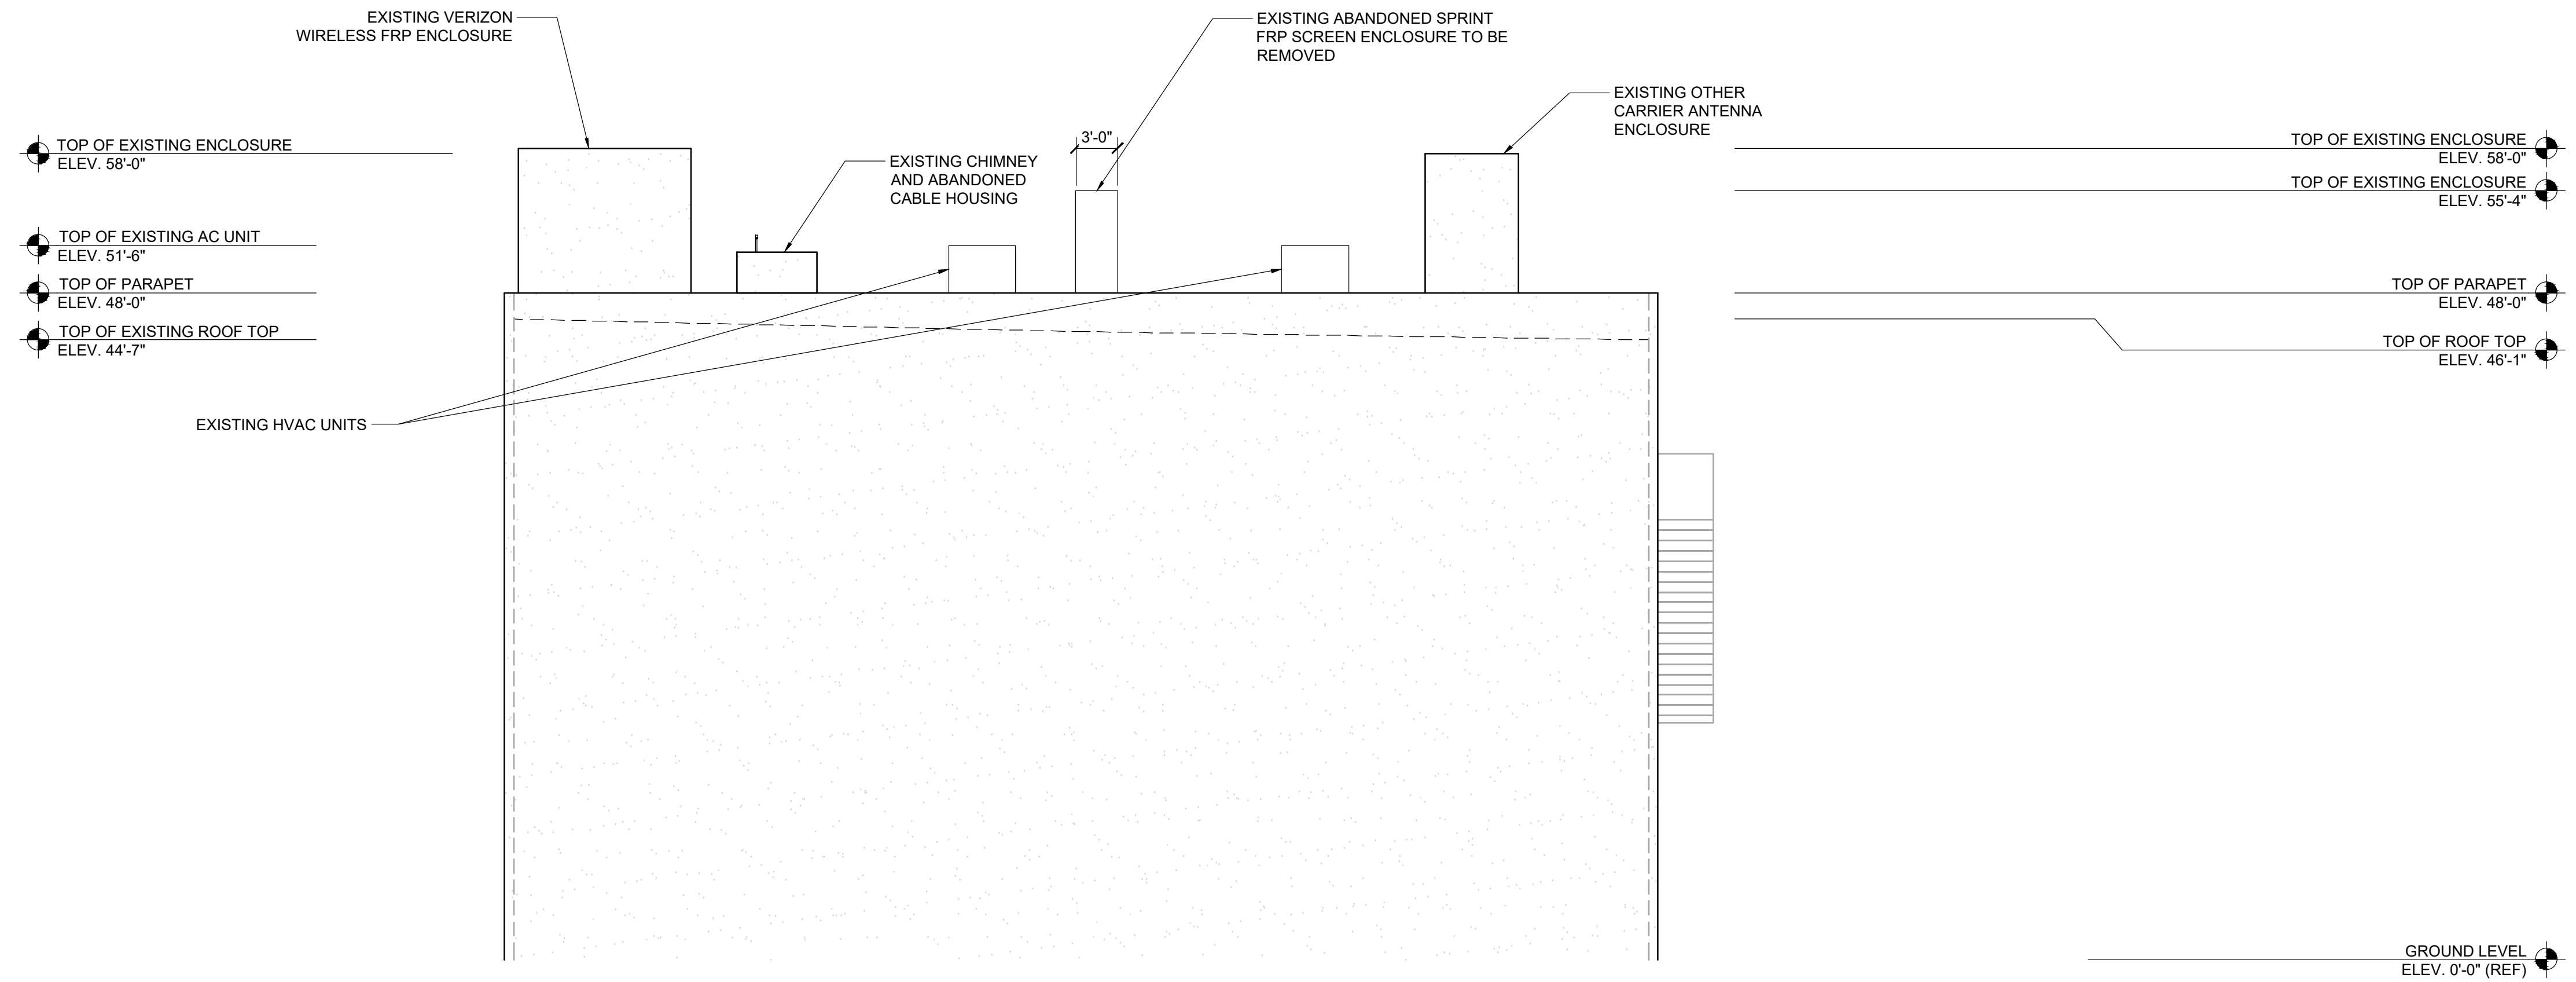 EXISTING VERIZON
WIRELESS FRP ENCLOSURE
EXISTING ABANDONED SPRINT
FRP SCREEN ENCLOSURE TO BE
REMOVED
EXISTING OTHER
CARRIER ANTENNA
ENCLOSURE
3'-0"
EXISTING CHIMNEY
AND ABANDONED
CABLE HOUSING
TOP OF EXISTING ENCLOSURE
ELEV. 58'-0"
TOP OF EXISTING AC UNIT
ELEV. 51'-6"
TOP OF PARAPET
ELEV. 48'-0"
TOP OF EXISTING ROOF TOP
ELEV. 44'-7"
EXISTING HVAC UNITS
TOP OF EXISTING ENCLOSURE
ELEV. 58'-0"
TOP OF EXISTING ENCLOSURE
ELEV. 55'-4"
TOP OF PARAPET
ELEV. 48'-0"
TOP OF ROOF TOP
ELEV. 46'-1"
GROUND LEVEL
ELEV. 0'-0" (REF)